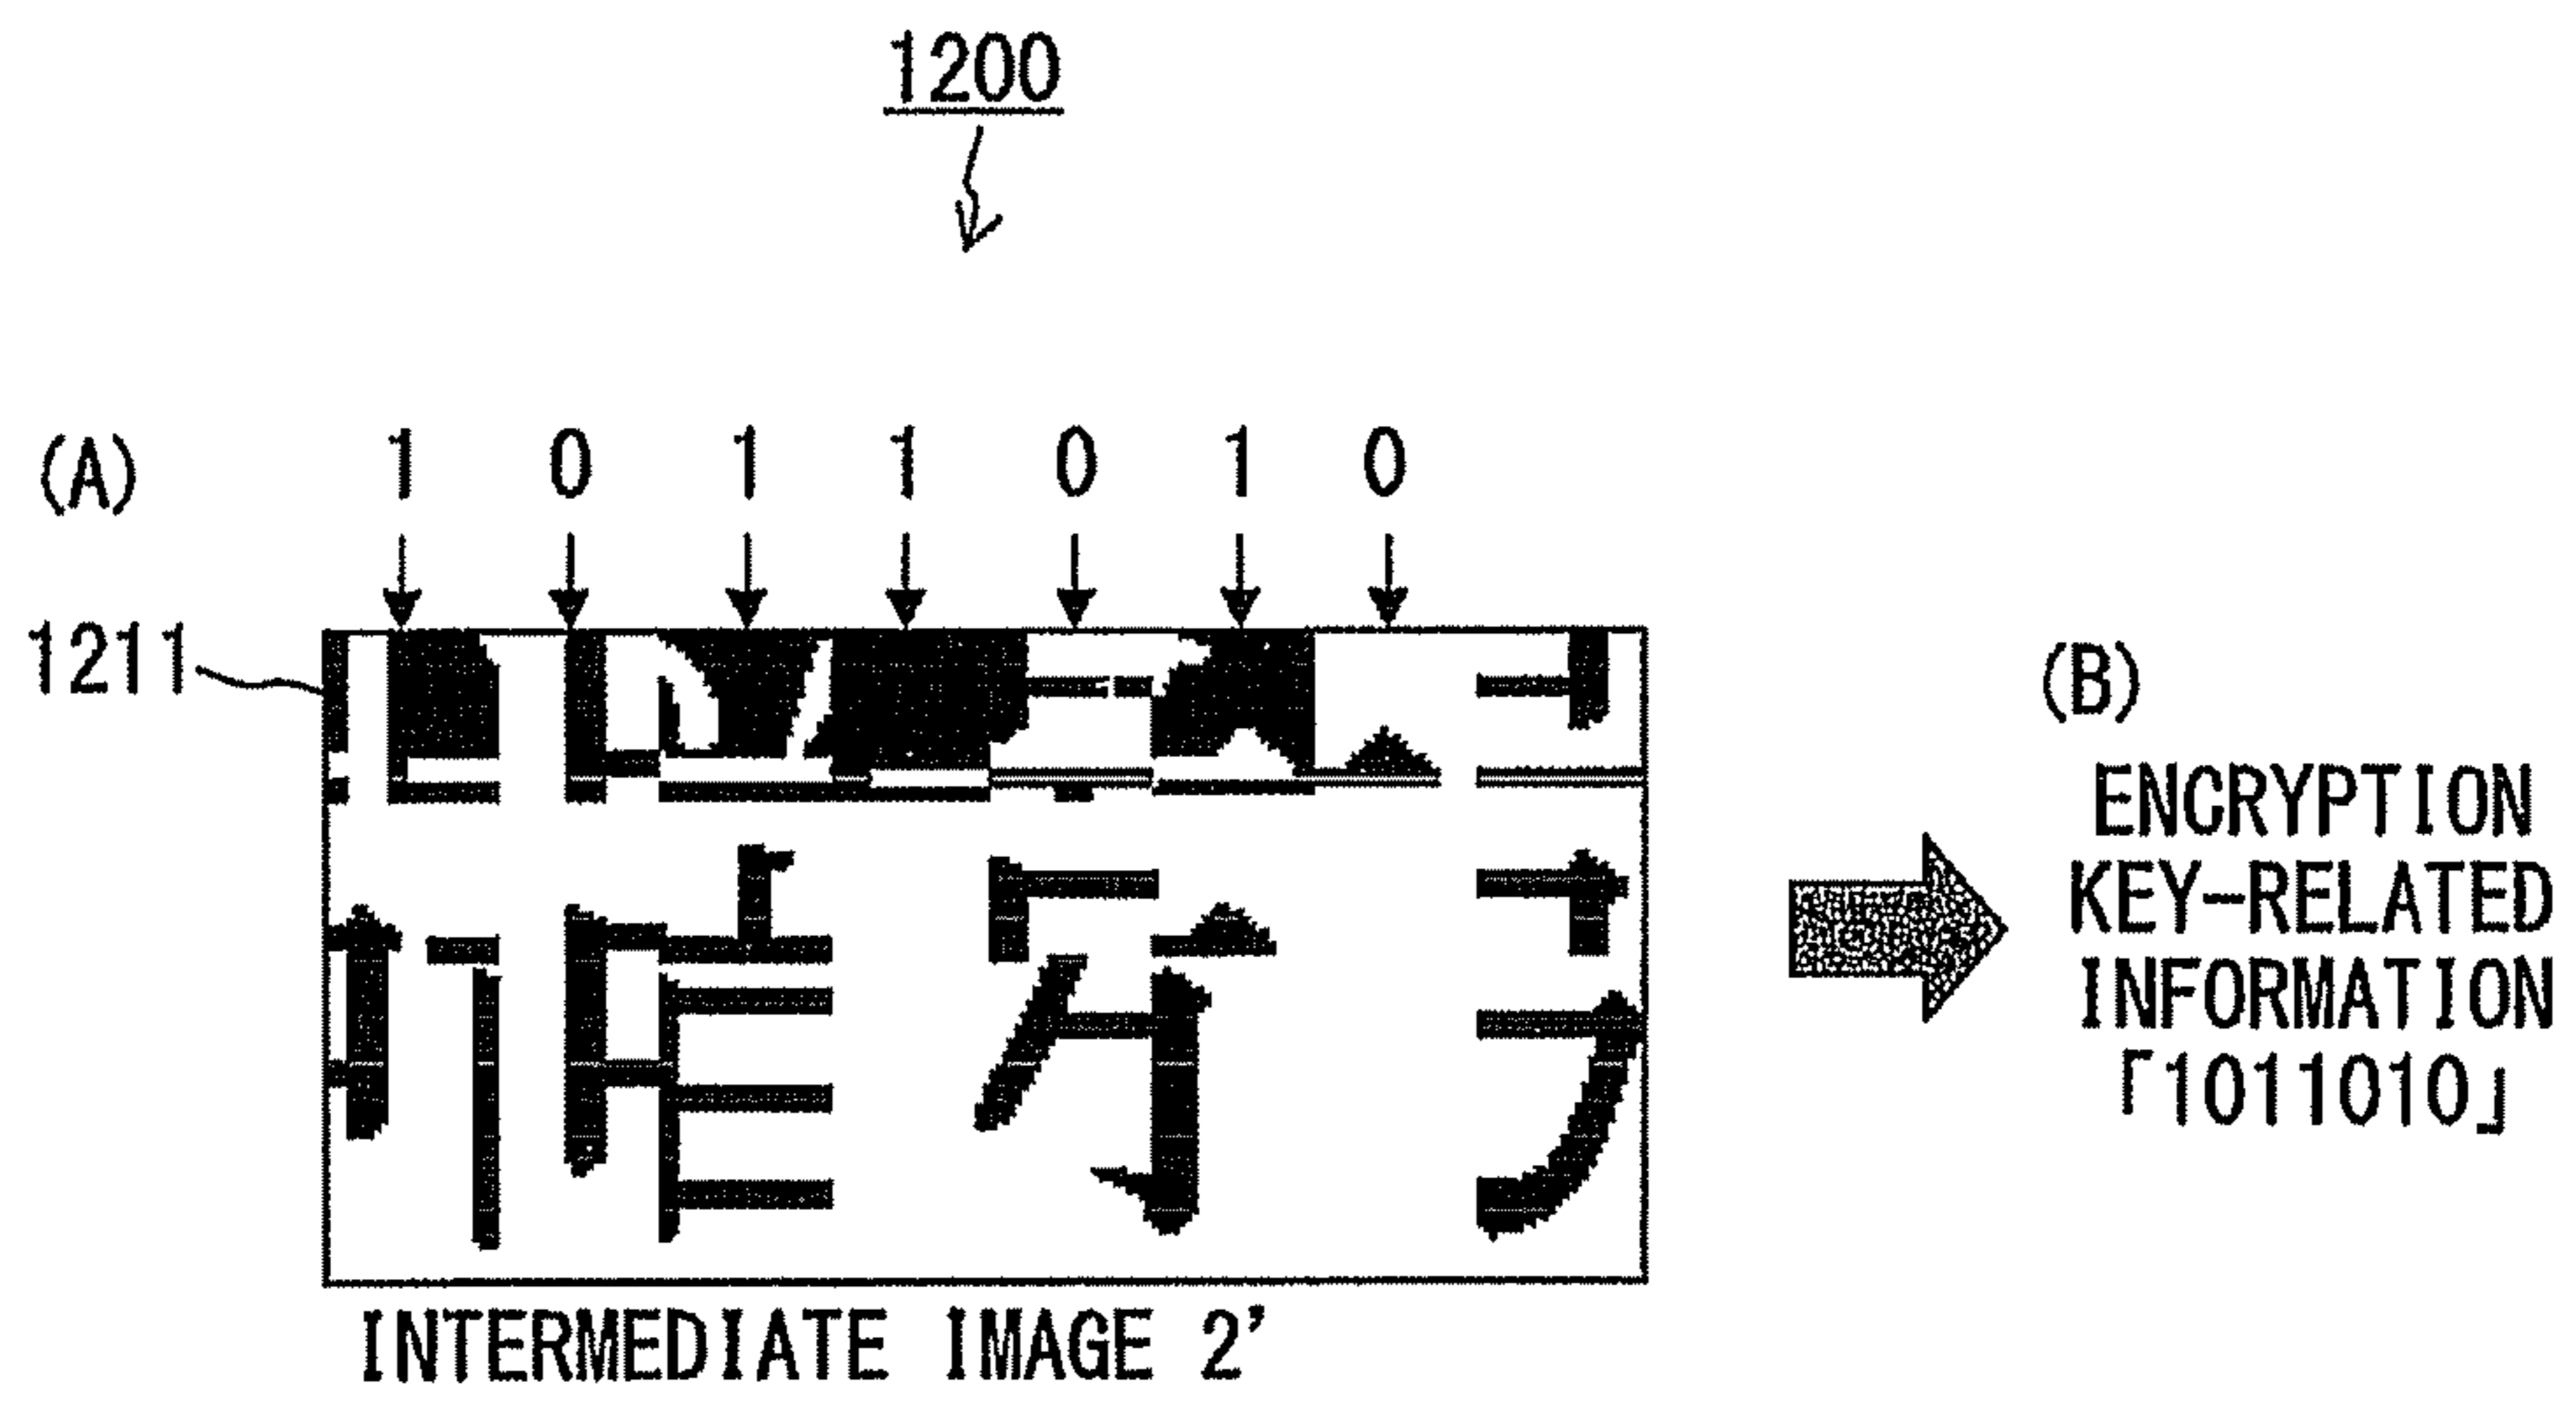 1200
(A) 1 0 1 1 0 1 0
1211
INTERMEDIATE IMAGE 2'
(B)
ENCRYPTION
KEY-RELATED
INFORMATION
「1011010」